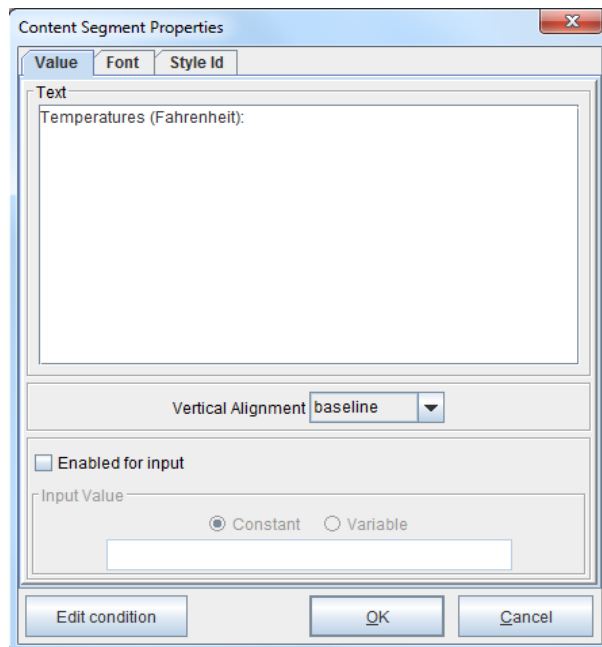 Content Segment Properties
Value Font Style Id
Text
Temperatures (Fahrenheit):
Vertical Alignment baseline
Enabled for input
Input Value
Constant Variable
Edit condition OK Cancel